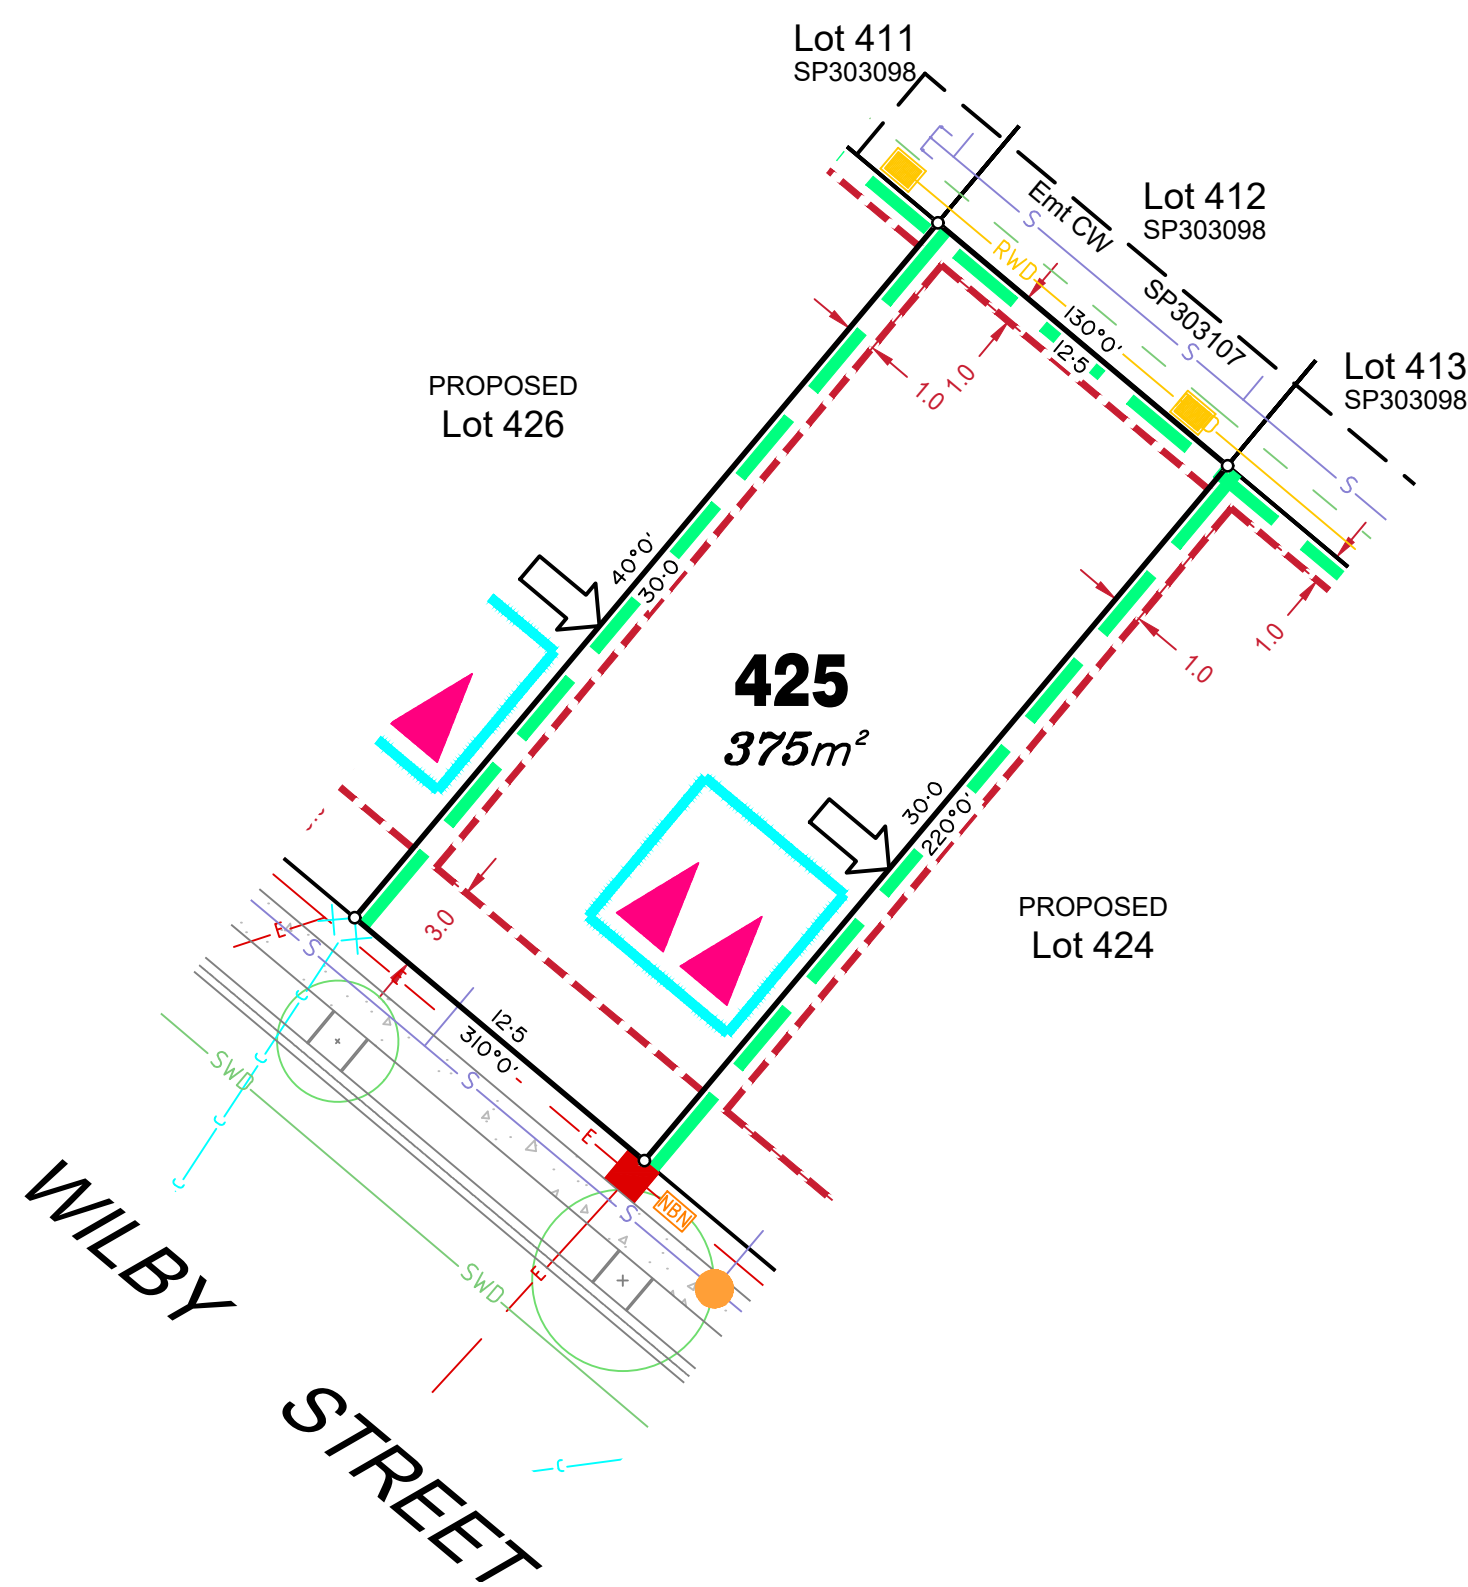 Lot 411
SP303098
Lot 412
SP303098
Emt CW
SP303107
S
RWD
S
130°0'
12·5
Lot 413
SP303098
S
PROPOSED
Lot 426
1.0
1.0
40°0'
30·0
1.0
1.0
425
375m²
30·0
220°0'
PROPOSED
Lot 424
3.0
E
S
C
12·5
310°0'
SWD
C
C
C
S
E
NBN
S
E
SWD
WILBY
STREET
C